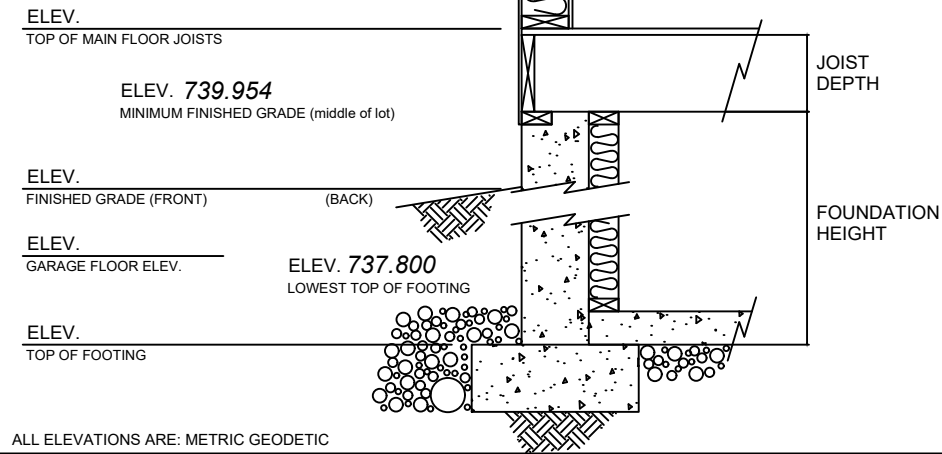 ELEV.
TOP OF MAIN FLOOR JOISTS
JOIST
DEPTH
ELEV. 739.954
MINIMUM FINISHED GRADE (middle of lot)
ELEV.
FINISHED GRADE (FRONT) (BACK)
FOUNDATION
HEIGHT
ELEV.
GARAGE FLOOR ELEV.
ELEV. 737.800
LOWEST TOP OF FOOTING
ELEV.
TOP OF FOOTING
ALL ELEVATIONS ARE: METRIC GEODETIC